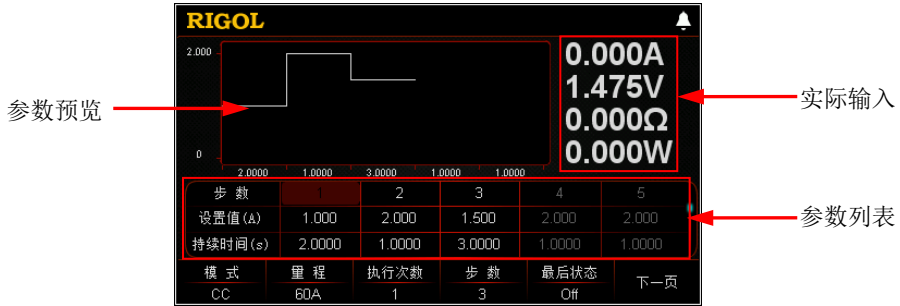 RIGOL
2.000
0
2.0000 1.0000 3.0000 1.0000 1.0000
0.000A
1.475V
0.000Ω
0.000W
参数预览
实际输入
步 数 1 2 3 4 5
设置值(A) 1.000 2.000 1.500 2.000 2.000
持续时间(s) 2.0000 1.0000 3.0000 1.0000 1.0000
参数列表
模 式 量 程 执行次数 步 数 最后状态 下一页
CC 60A 1 3 Off